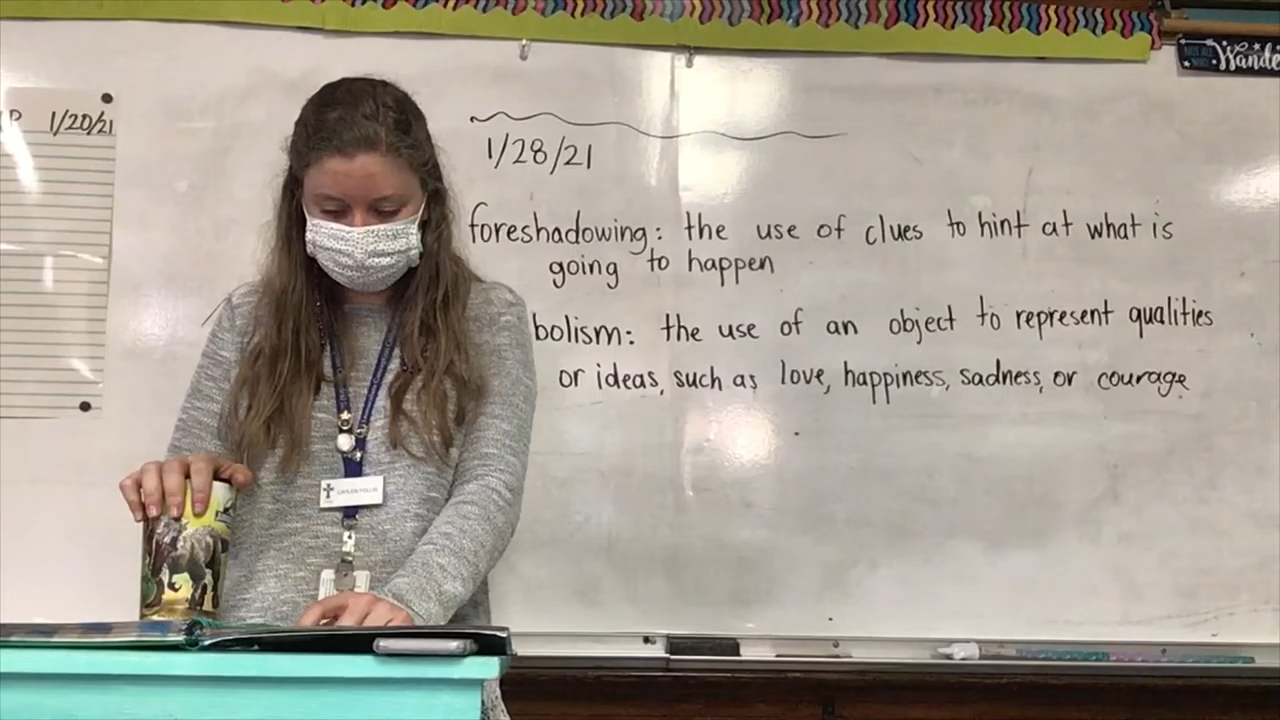 1/20/21
1/28/21
foreshadowing: the use of clues to hint at what is
going to happen
bolism: the use of an object to represent qualities
or ideas, such as love, happiness, sadness, or courage
Wande